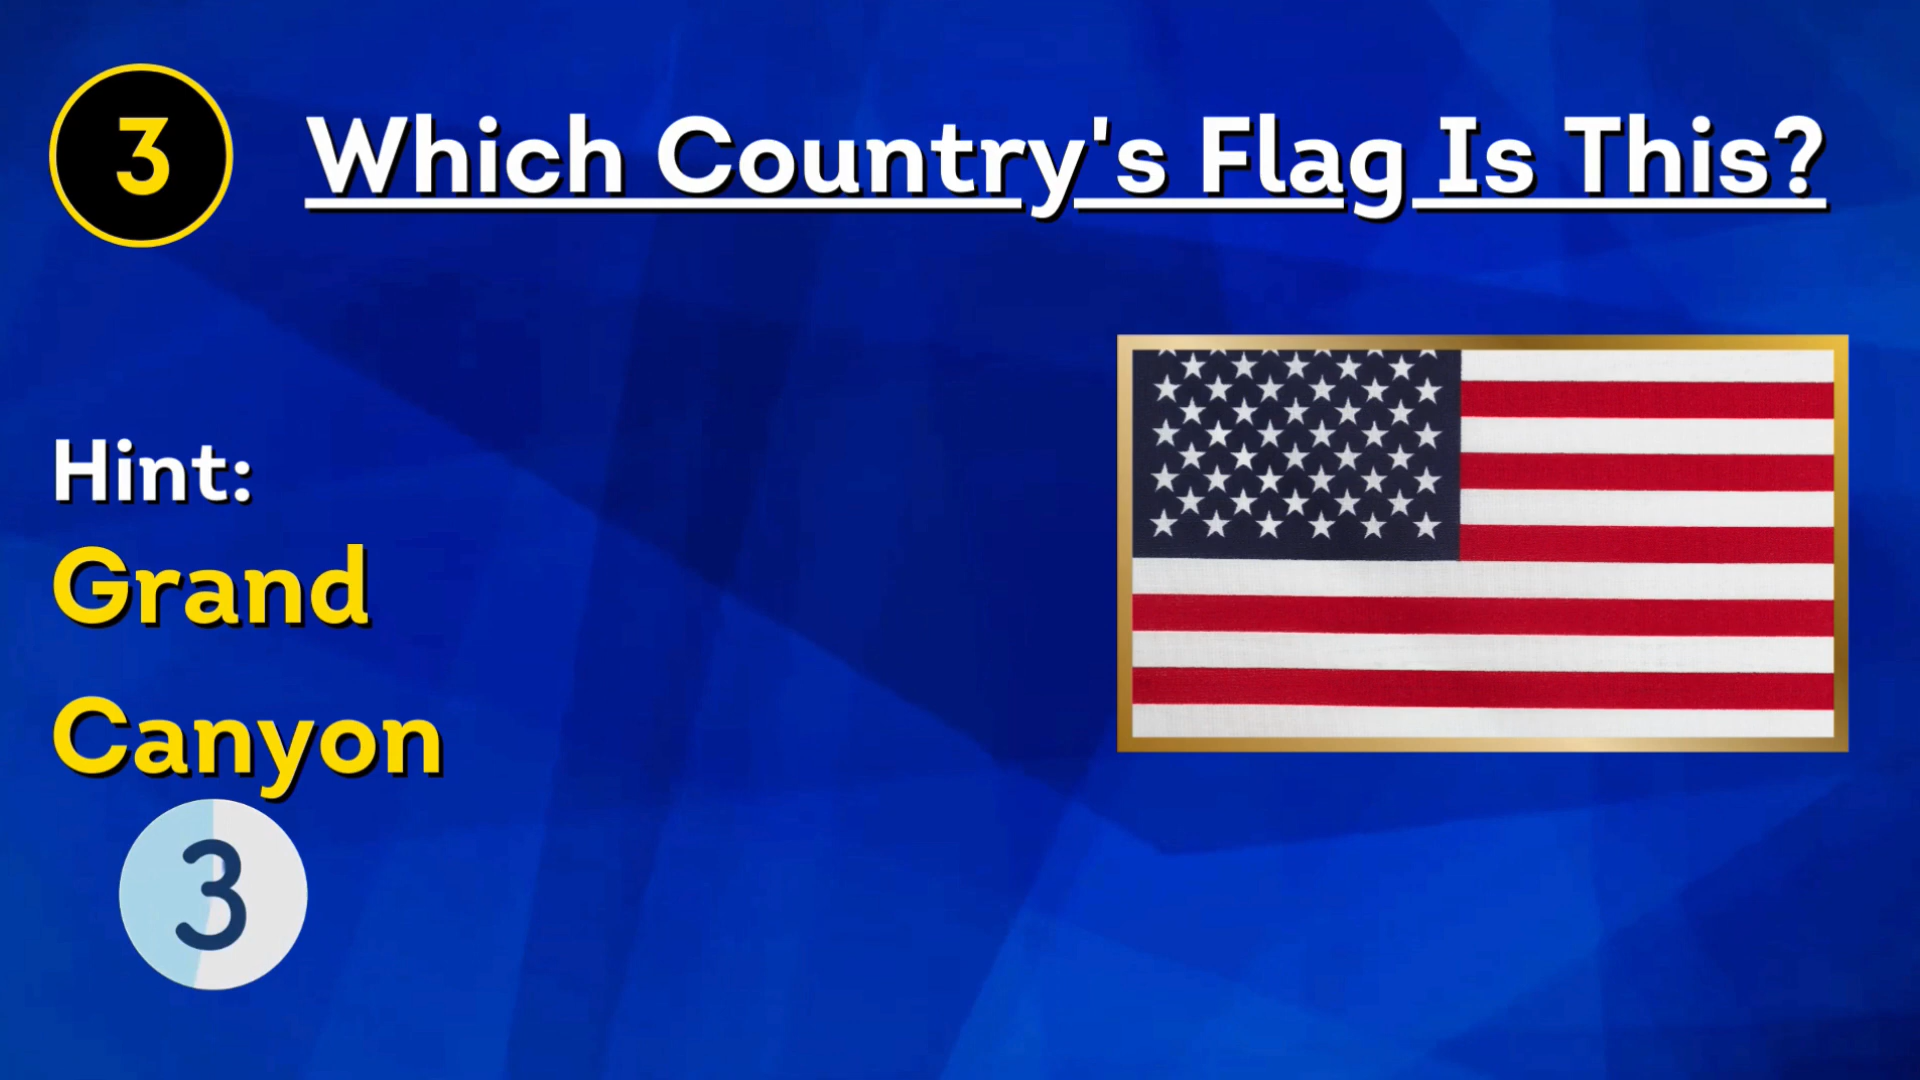 3
Which Country's Flag Is This?
Hint:
Grand
Canyon
3